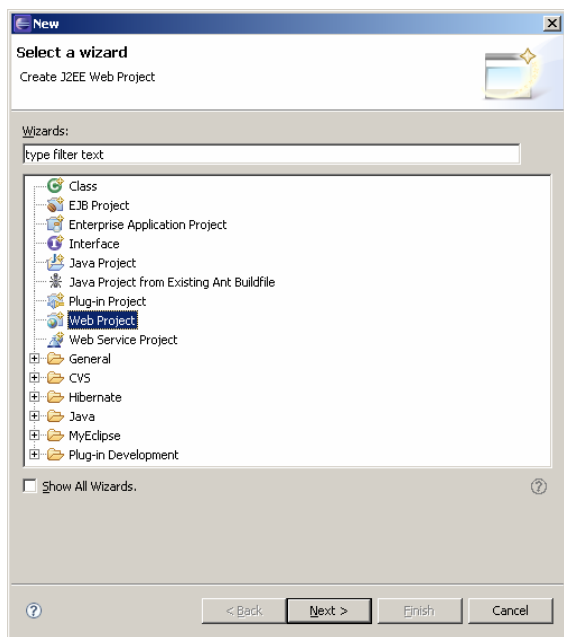 New
Select a wizard
Create J2EE Web Project
Wizards:
type filter text
Class
EJB Project
Enterprise Application Project
Interface
Java Project
Java Project from Existing Ant Buildfile
Plug-in Project
Web Project
Web Service Project
General
CVS
Hibernate
Java
MyEclipse
Plug-in Development
Show All Wizards.
< Back Next > Finish Cancel